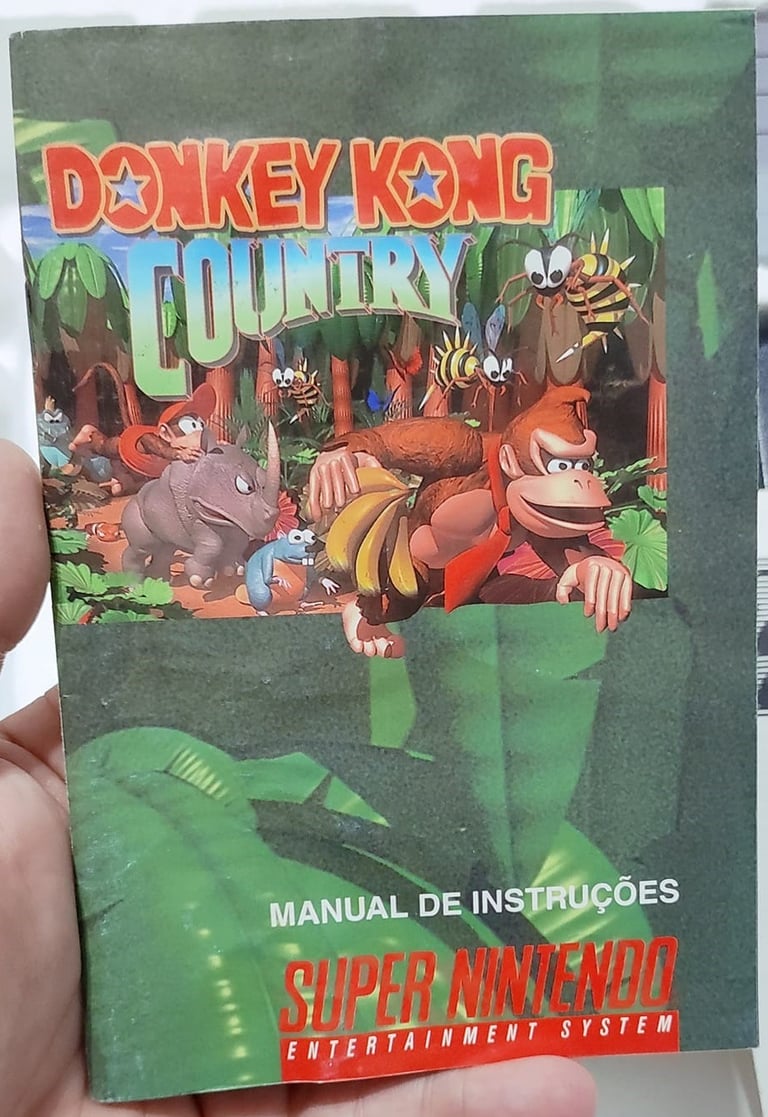 DONKEY KONG
COUNTRY
MANUAL DE INSTRUÇÕES
SUPER NINTENDO
ENTERTAINMENT SYSTEM